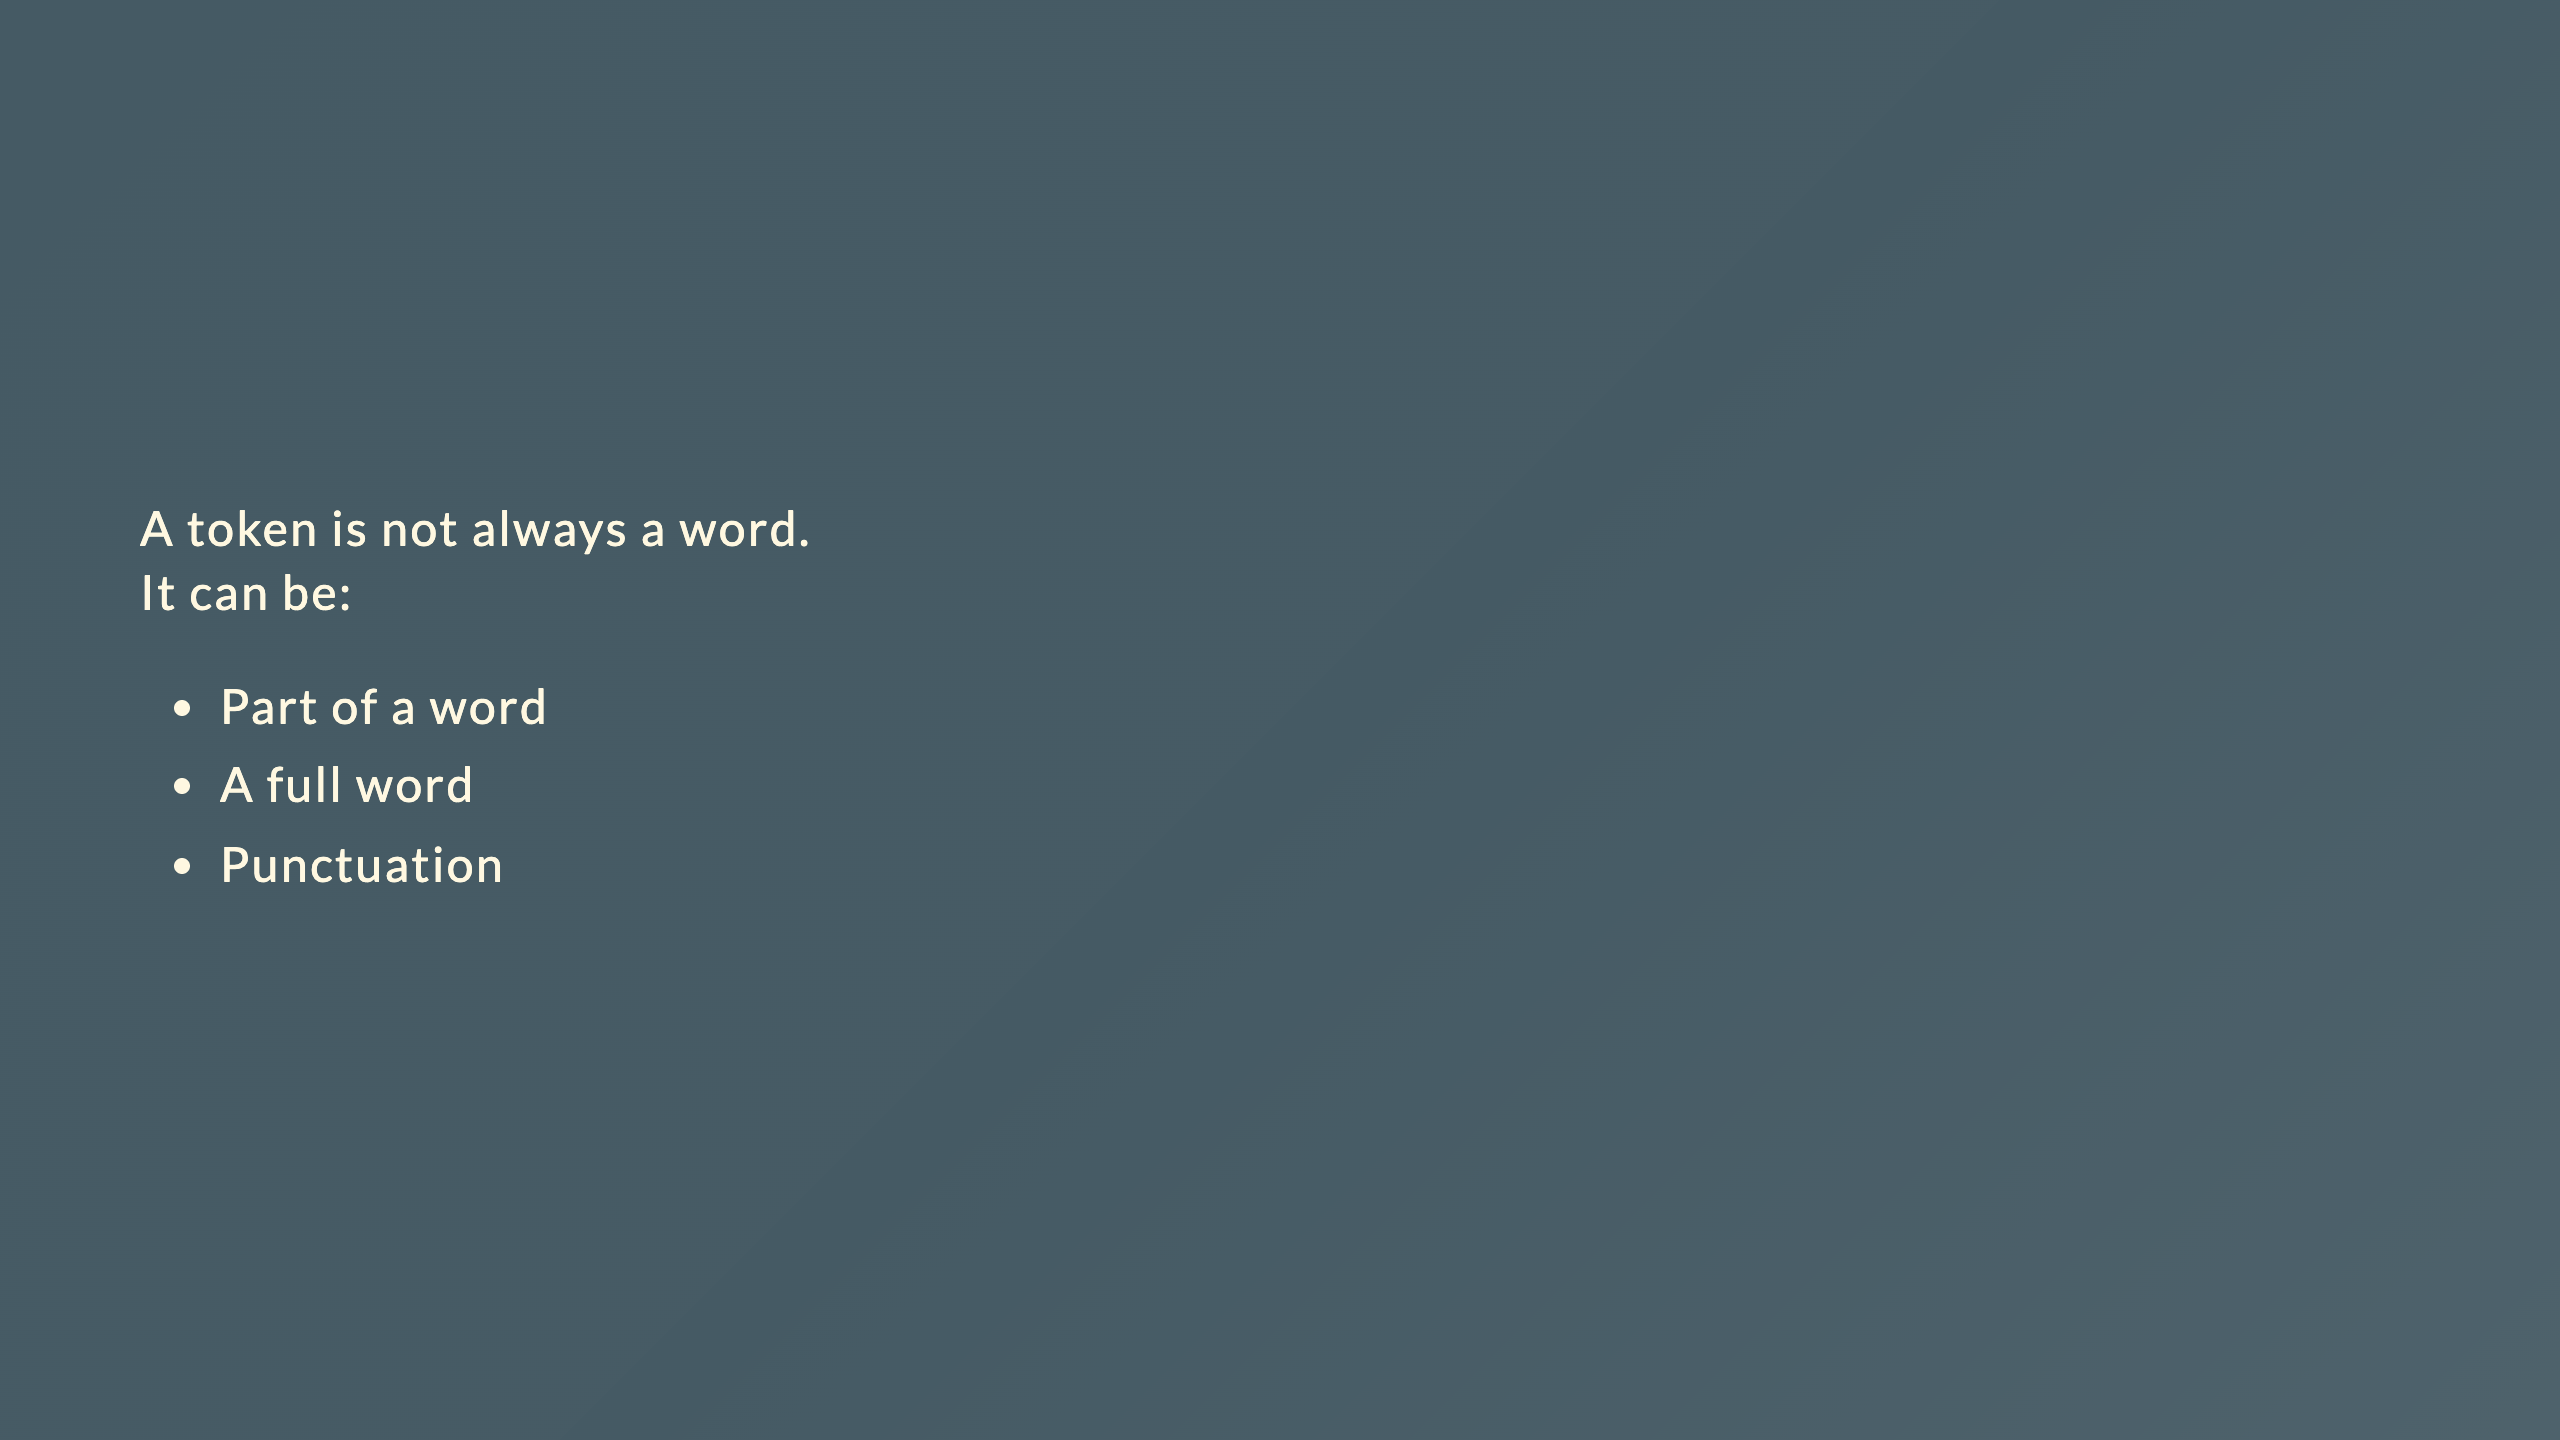 A token is not always a word.
It can be:
• Part of a word
• A full word
• Punctuation